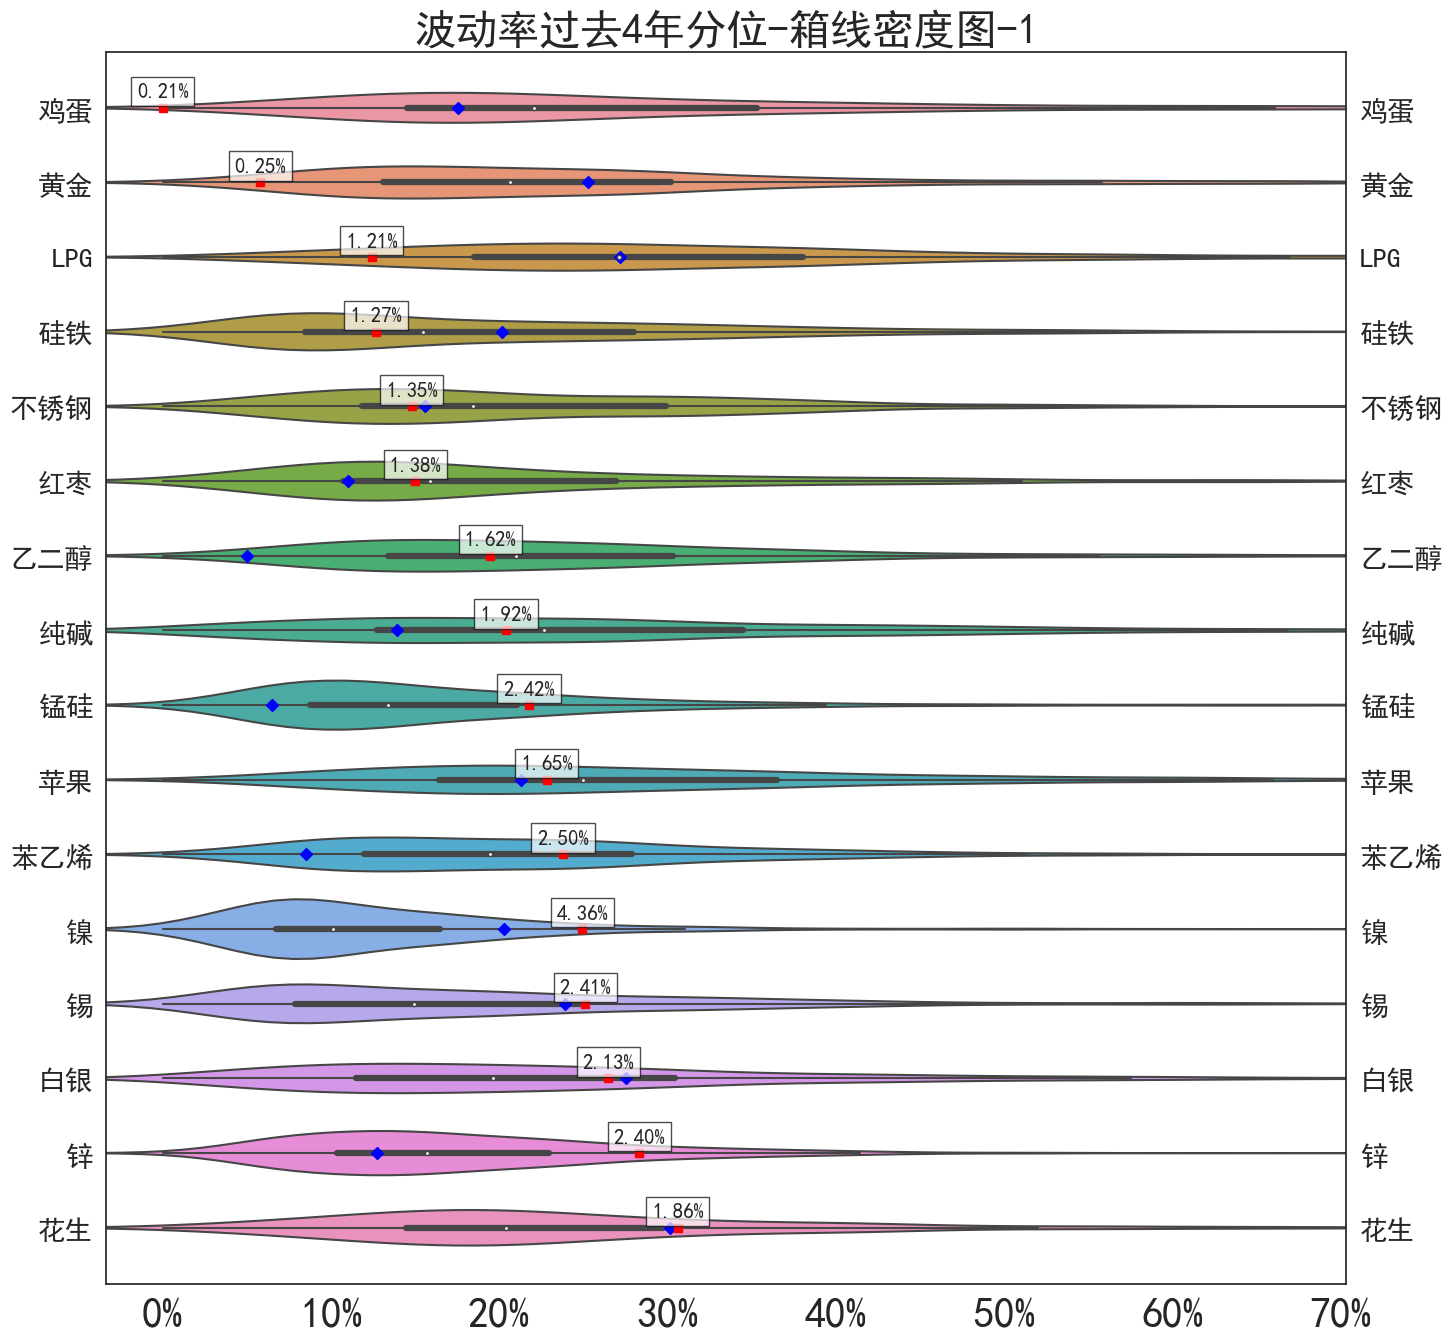 波动率过去4年分位-箱线密度图-1
鸡蛋 0.21% 鸡蛋
黄金 0.25% 黄金
LPG 1.21% LPG
硅铁 1.27% 硅铁
不锈钢 1.35% 不锈钢
红枣 1.38% 红枣
乙二醇 1.62% 乙二醇
纯碱 1.92% 纯碱
锰硅 2.42% 锰硅
苹果 1.65% 苹果
苯乙烯 2.50% 苯乙烯
镍 4.36% 镍
锡 2.41% 锡
白银 2.13% 白银
锌 2.40% 锌
花生 1.86% 花生
0% 10% 20% 30% 40% 50% 60% 70%